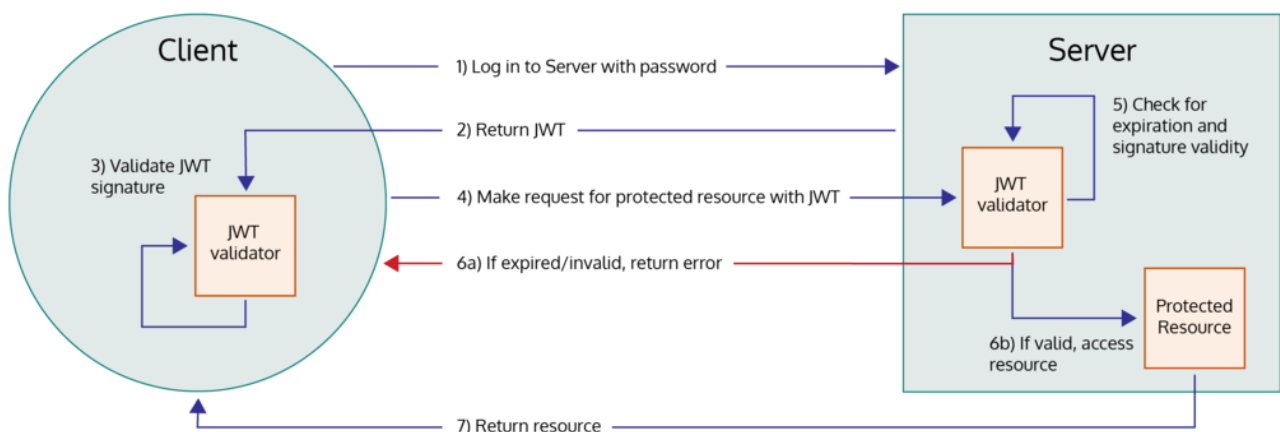 Client
Server
1) Log in to Server with password
2) Return JWT
3) Validate JWT
signature
JWT
validator
4) Make request for protected resource with JWT
JWT
validator
5) Check for
expiration and
signature validity
6a) If expired/invalid, return error
6b) If valid, access
resource
Protected
Resource
7) Return resource